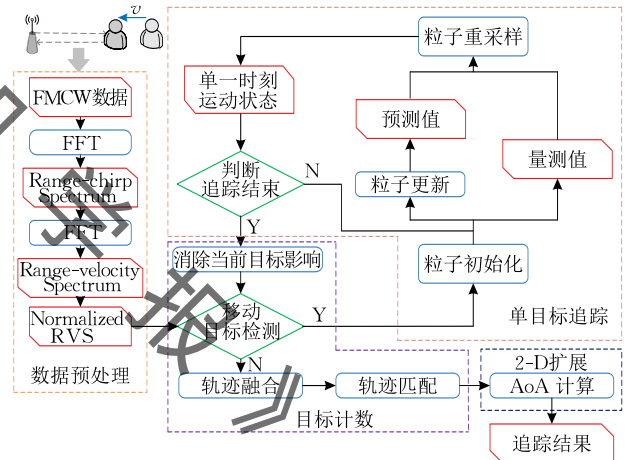 v
FMCW数据
FFT
Range-chirp
Spectrum
FFT
Range-velocity
Spectrum
Normalized
RVS
数据预处理
粒子重采样
单一时刻
运动状态
预测值
量测值
判断
追踪结束
N
Y
粒子更新
粒子初始化
单目标追踪
消除当前目标影响
移动
目标检测
Y
N
轨迹融合
轨迹匹配
目标计数
2-D扩展
AoA 计算
追踪结果
学报》